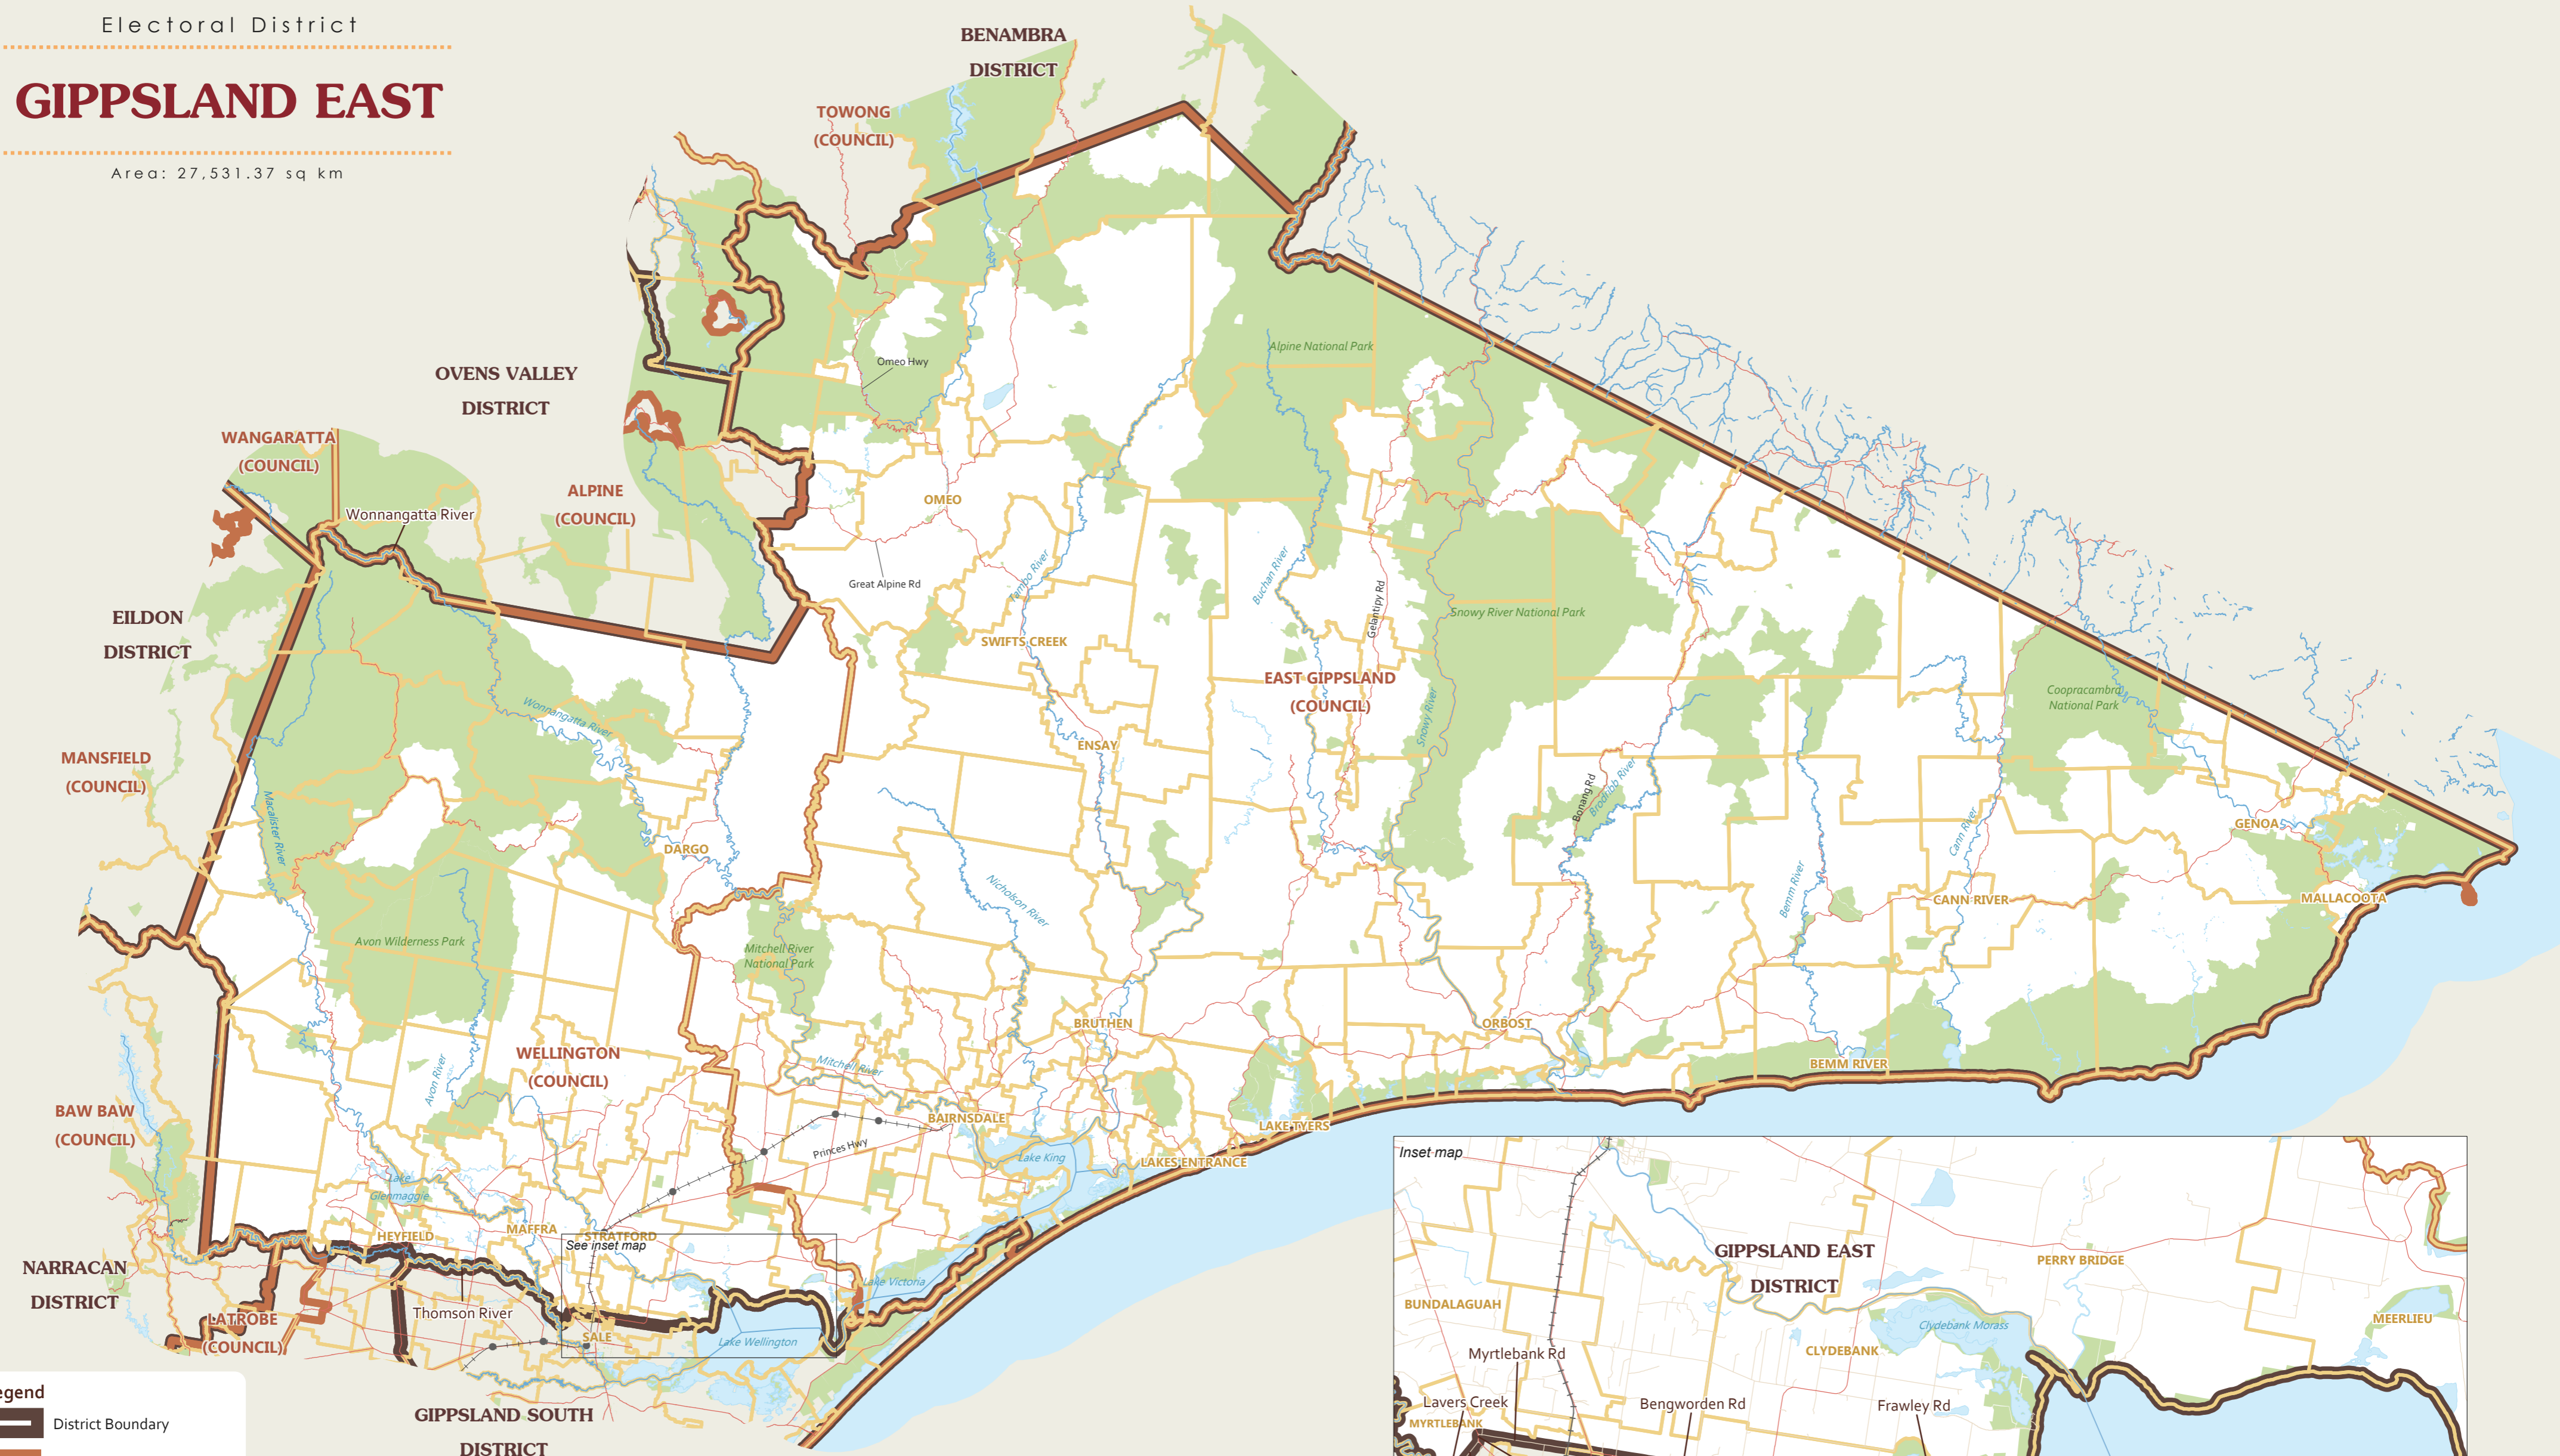 Electoral District
GIPPSLAND EAST
Area: 27,531.37 sq km
BENAMBRA
DISTRICT
TOWONG
(COUNCIL)
OVENS VALLEY
DISTRICT
Omeo Hwy
Alpine National Park
WANGARATTA
(COUNCIL)
Wonnangatta River
ALPINE
(COUNCIL)
OMEO
Great Alpine Rd
Tambo River
Buchan River
Gelantipy Rd
Snowy River National Park
EILDON
DISTRICT
SWIFTS CREEK
EAST GIPPSLAND
(COUNCIL)
Snowy River
Coopracambra
National Park
Wonnangatta River
ENSAY
MANSFIELD
(COUNCIL)
Macalister River
DARGO
Bonang Rd
Brodribb River
Cann River
GENOA
Nicholson River
Bemm River
CANN RIVER
MALLACOOTA
Avon Wilderness Park
Mitchell River
National Park
BRUTHEN
ORBOST
WELLINGTON
(COUNCIL)
Avon River
Mitchell River
BEMM RIVER
BAW BAW
(COUNCIL)
BAIRNSDALE
LAKE TYERS
Princes Hwy
Lake King
LAKES ENTRANCE
Lake
Glenmaggie
HEYFIELD
MAFFRA
STRATFORD
See inset map
Lake Victoria
NARRACAN
DISTRICT
Thomson River
LATROBE
(COUNCIL)
SALE
Lake Wellington
GIPPSLAND SOUTH
DISTRICT
egend
District Boundary
Inset map
GIPPSLAND EAST
DISTRICT
PERRY BRIDGE
BUNDALAGUAH
Clydebank Morass
MEERLIEU
CLYDEBANK
Myrtlebank Rd
Lavers Creek
Bengworden Rd
Frawley Rd
MYRTLEBANK